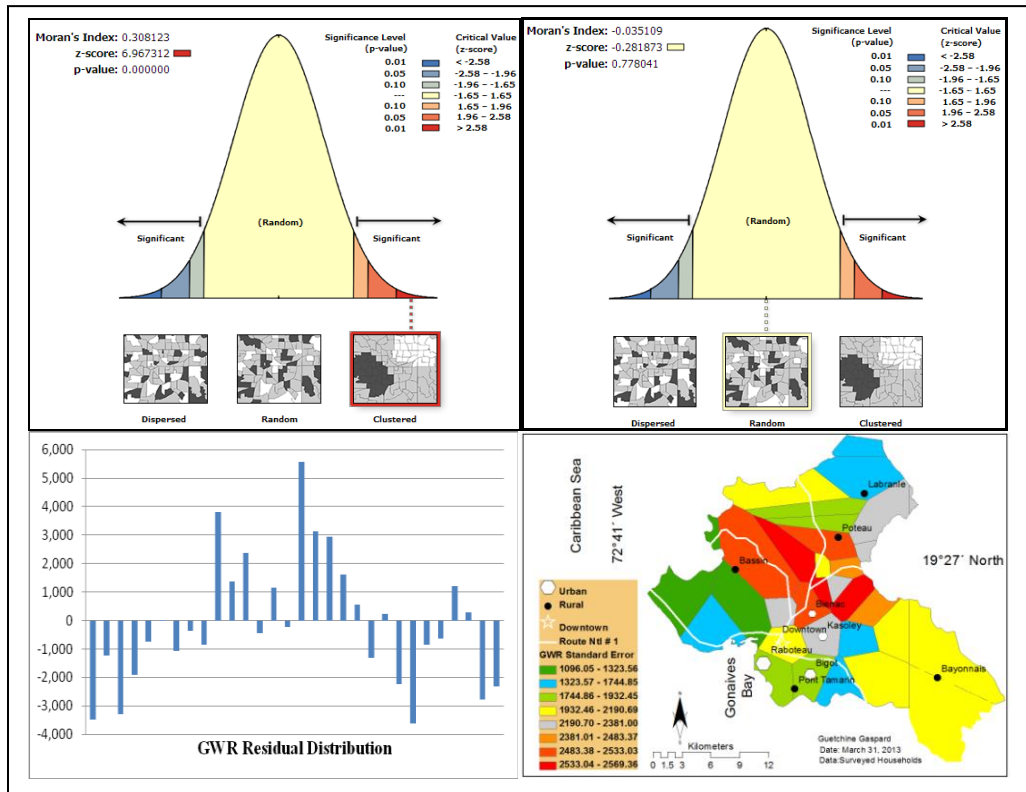 Moran's Index: 0.308123
z-score: 6.967312
p-value: 0.000000
Significance Level (p-value)
Critical Value (z-score)
0.01 < -2.58
0.05 -2.58 – -1.96
0.10 -1.96 – -1.65
--- -1.65 – 1.65
0.10 1.65 – 1.96
0.05 1.96 – 2.58
0.01 > 2.58
(Random)
Significant
Significant
Dispersed
Random
Clustered
Moran's Index: -0.035109
z-score: -0.281873
p-value: 0.778041
Significance Level (p-value)
Critical Value (z-score)
0.01 < -2.58
0.05 -2.58 – -1.96
0.10 -1.96 – -1.65
--- -1.65 – 1.65
0.10 1.65 – 1.96
0.05 1.96 – 2.58
0.01 > 2.58
(Random)
Significant
Significant
Dispersed
Random
Clustered
6,000
5,000
4,000
3,000
2,000
1,000
0
-1,000
-2,000
-3,000
-4,000
GWR Residual Distribution
Caribbean Sea
72°41´ West
19°27´ North
Labranle
Poteau
Bassin
Bienac
Downtown
Kasoley
Raboteau
Bigot
Pont Tamarin
Bayonnais
Gonaives Bay
Urban
Rural
Downtown
Route Ntl # 1
GWR Standard Error
1096.05 - 1323.56
1323.57 - 1744.85
1744.86 - 1932.45
1932.46 - 2190.69
2190.70 - 2381.00
2381.01 - 2483.37
2483.38 - 2533.03
2533.04 - 2569.36
Kilometers
0 1.5 3 6 9 12
Guetchine Gaspard
Date: March 31, 2013
Data:Surveyed Households